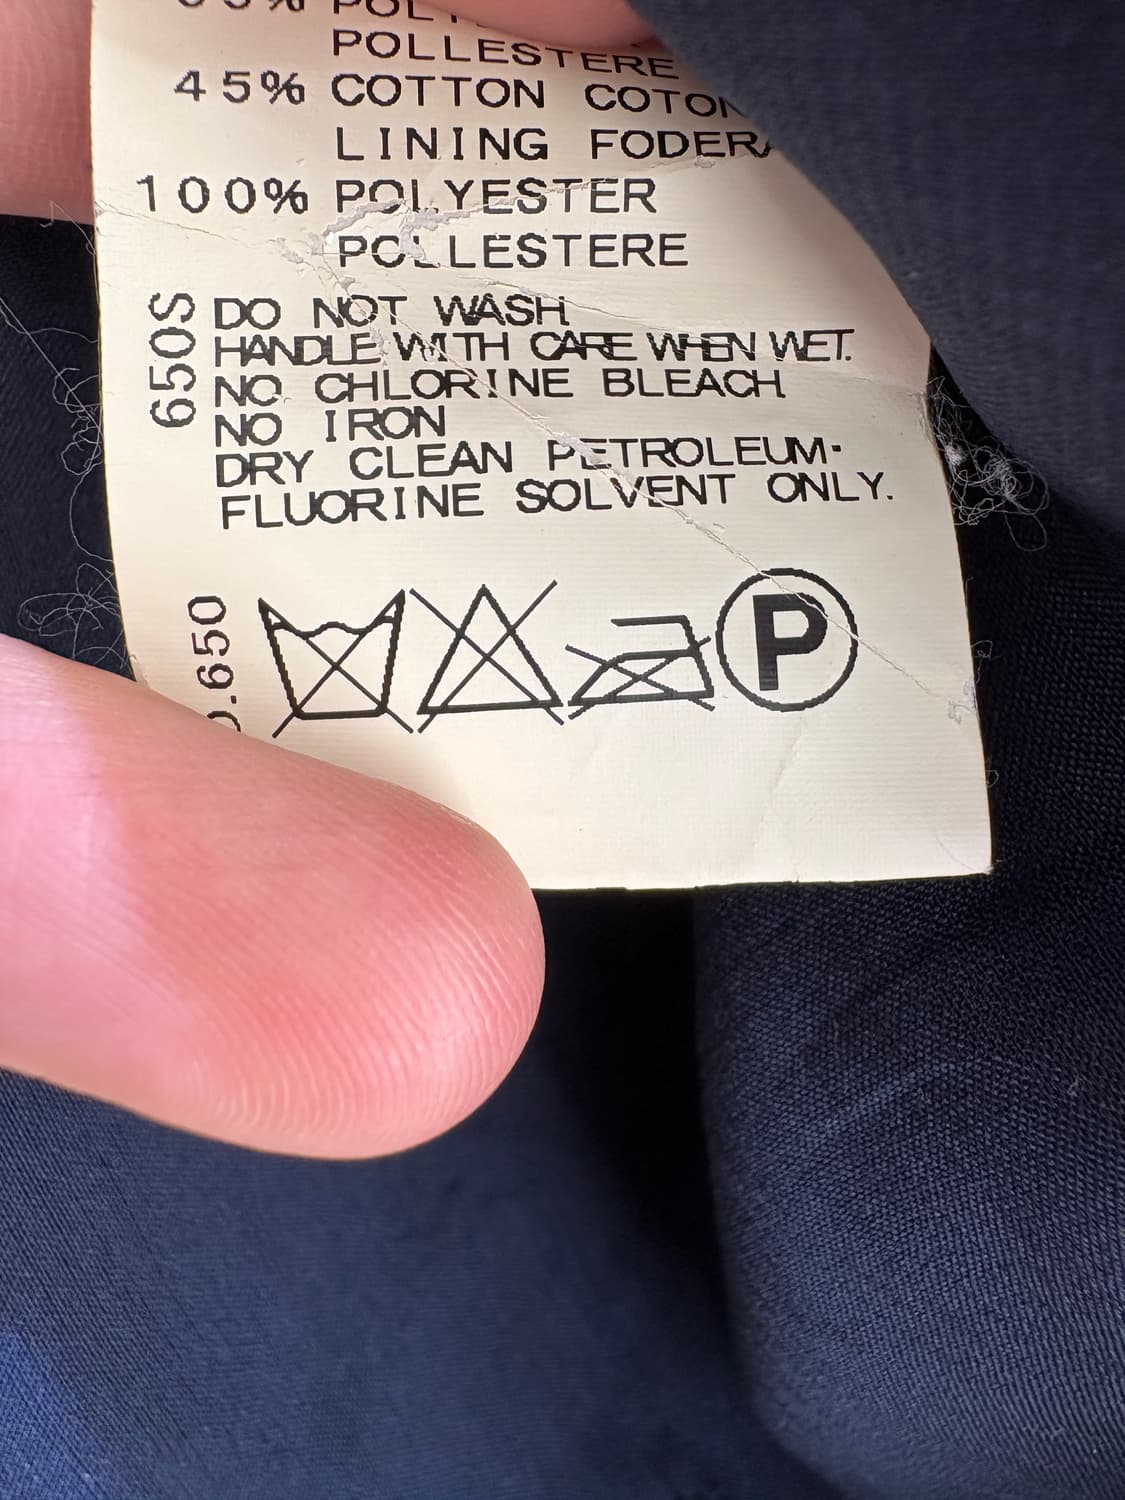 POLLESTERE
45% COTTON COTON
LINING FODERA
100% POLYESTER
POLLESTERE
650S
DO NOT WASH
HANDLE WITH CARE WHEN WET.
NO CHLORINE BLEACH
NO IRON
DRY CLEAN PETROLEUM-
FLUORINE SOLVENT ONLY.
.650
P